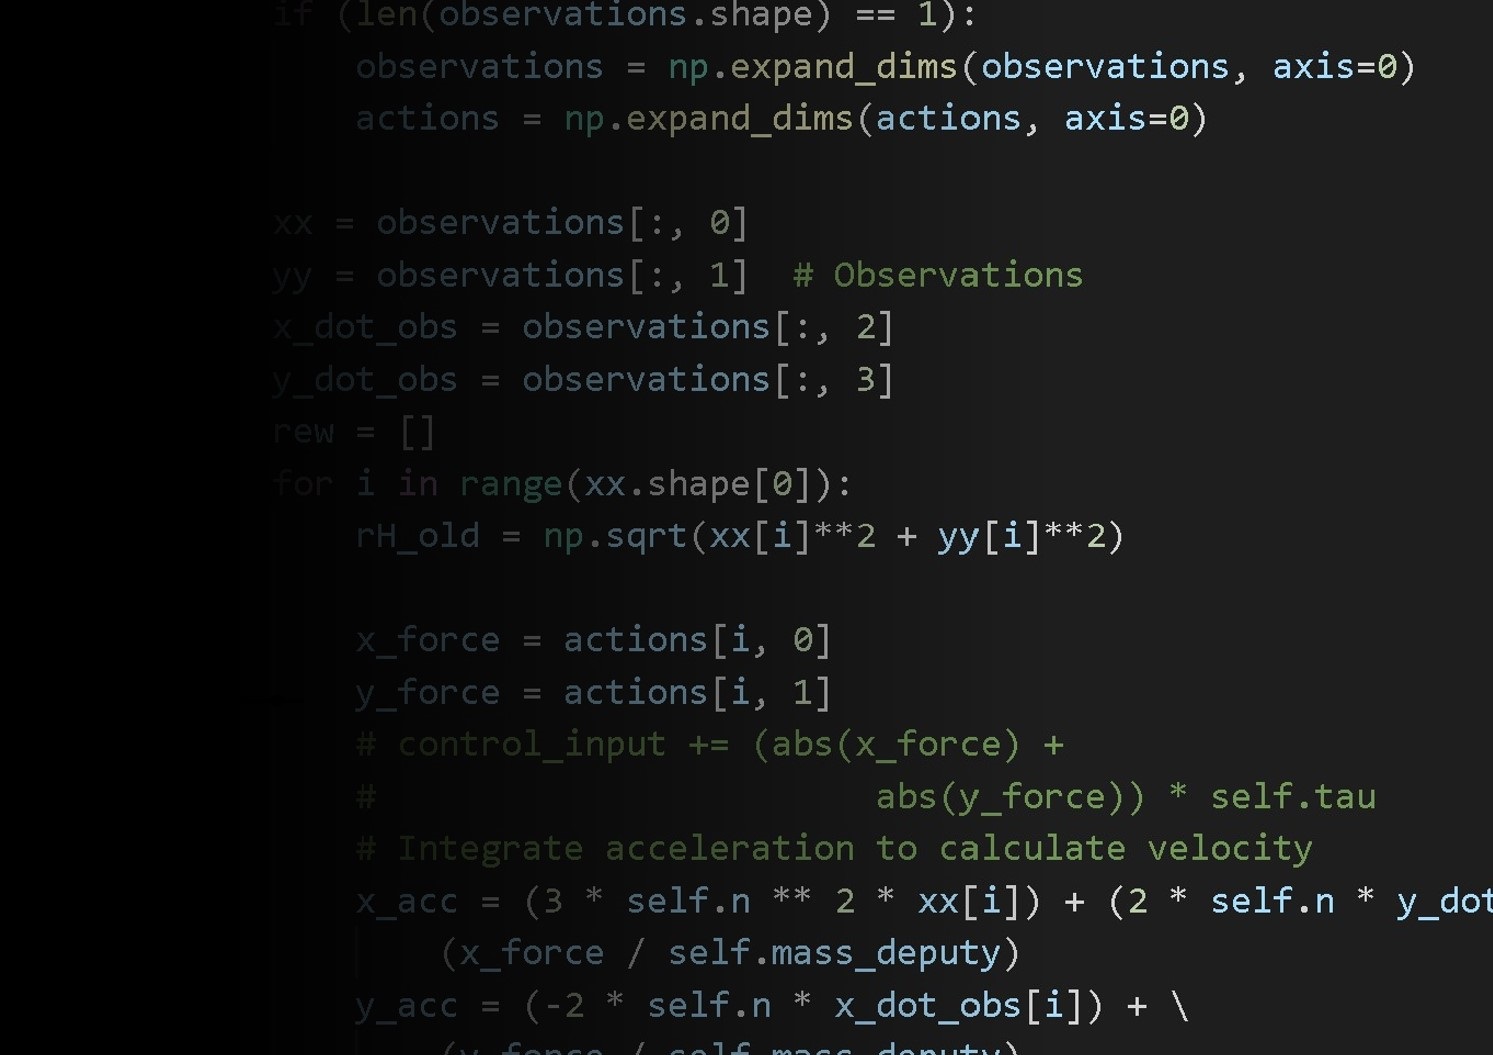 if (len(observations.shape) == 1):
observations = np.expand_dims(observations, axis=0)
actions = np.expand_dims(actions, axis=0)
xx = observations[:, 0]
yy = observations[:, 1]  # Observations
x_dot_obs = observations[:, 2]
y_dot_obs = observations[:, 3]
rew = []
for i in range(xx.shape[0]):
rH_old = np.sqrt(xx[i]**2 + yy[i]**2)
x_force = actions[i, 0]
y_force = actions[i, 1]
# control_input += (abs(x_force) +
# abs(y_force)) * self.tau
# Integrate acceleration to calculate velocity
x_acc = (3 * self.n ** 2 * xx[i]) + (2 * self.n * y_dot
(x_force / self.mass_deputy)
y_acc = (-2 * self.n * x_dot_obs[i]) + \
(y_force / self.mass_deputy)